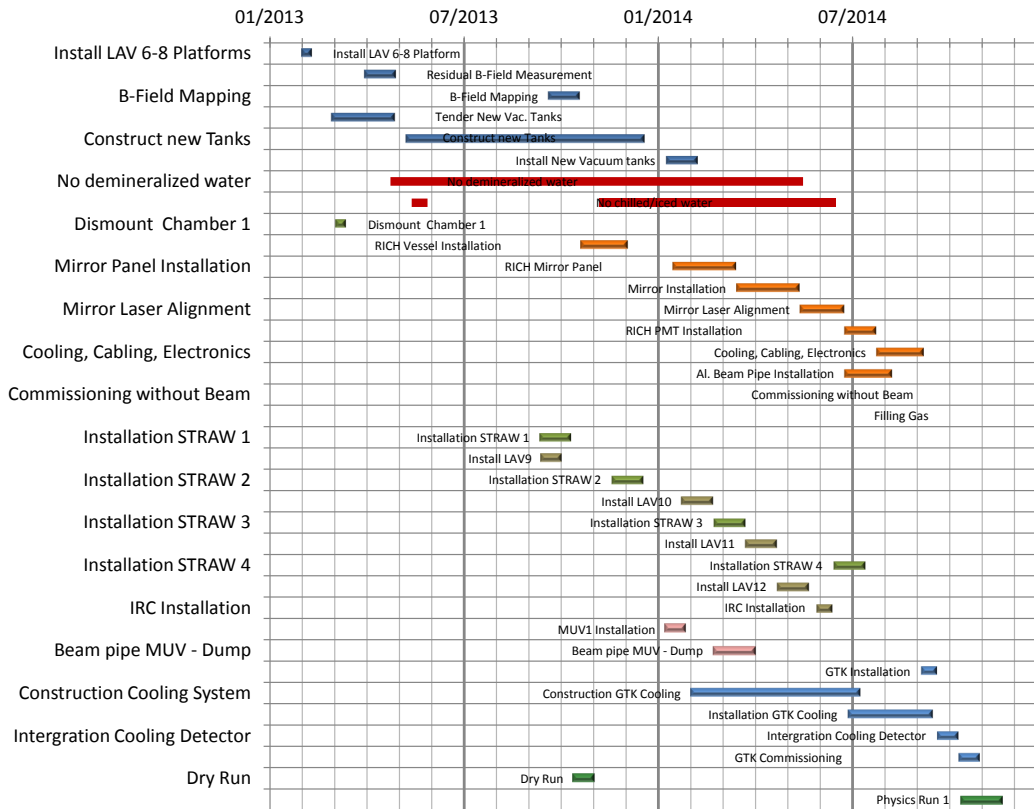 01/2013 07/2013 01/2014 07/2014
Install LAV 6-8 Platforms Install LAV 6-8 Platform
Residual B-Field Measurement
B-Field Mapping B-Field Mapping
Tender New Vac. Tanks
Construct new Tanks Construct new Tanks
Install New Vacuum tanks
No demineralized water No demineralized water
No chilled/iced water
Dismount Chamber 1 Dismount Chamber 1
RICH Vessel Installation
Mirror Panel Installation RICH Mirror Panel
Mirror Installation
Mirror Laser Alignment Mirror Laser Alignment
RICH PMT Installation
Cooling, Cabling, Electronics Cooling, Cabling, Electronics
Al. Beam Pipe Installation
Commissioning without Beam Commissioning without Beam
Filling Gas
Installation STRAW 1 Installation STRAW 1
Install LAV9
Installation STRAW 2 Installation STRAW 2
Install LAV10
Installation STRAW 3 Installation STRAW 3
Install LAV11
Installation STRAW 4 Installation STRAW 4
Install LAV12
IRC Installation IRC Installation
MUV1 Installation
Beam pipe MUV - Dump Beam pipe MUV - Dump
GTK Installation
Construction Cooling System Construction GTK Cooling
Installation GTK Cooling
Intergration Cooling Detector Intergration Cooling Detector
GTK Commissioning
Dry Run Dry Run
Physics Run 1